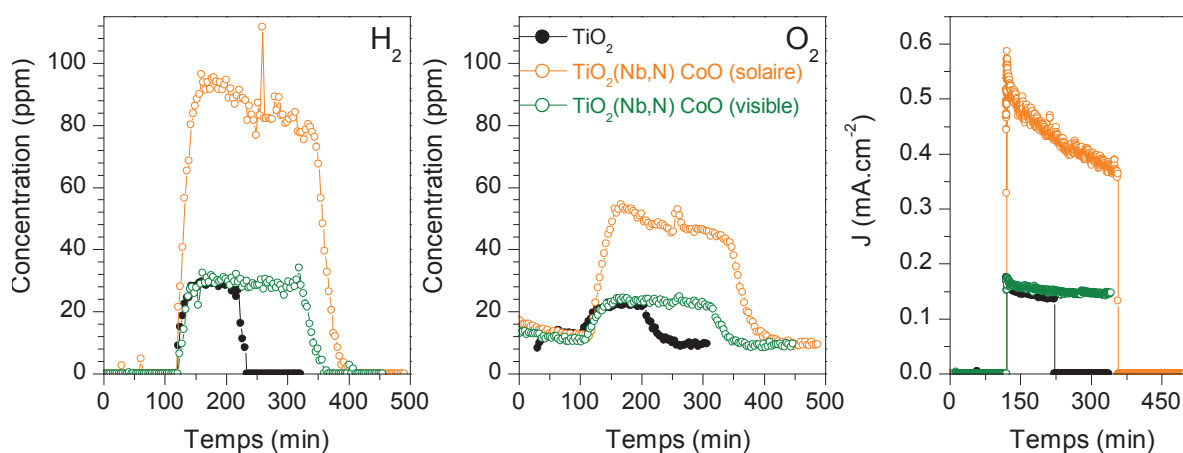 H2
Concentration (ppm)
100
80
60
40
20
0
0 100 200 300 400 500
Temps (min)
O2
TiO2
TiO2(Nb,N) CoO (solaire)
TiO2(Nb,N) CoO (visible)
Concentration (ppm)
100
80
60
40
20
0
0 100 200 300 400 500
Temps (min)
J (mA.cm-2)
0.6
0.5
0.4
0.3
0.2
0.1
0.0
0 150 300 450
Temps (min)